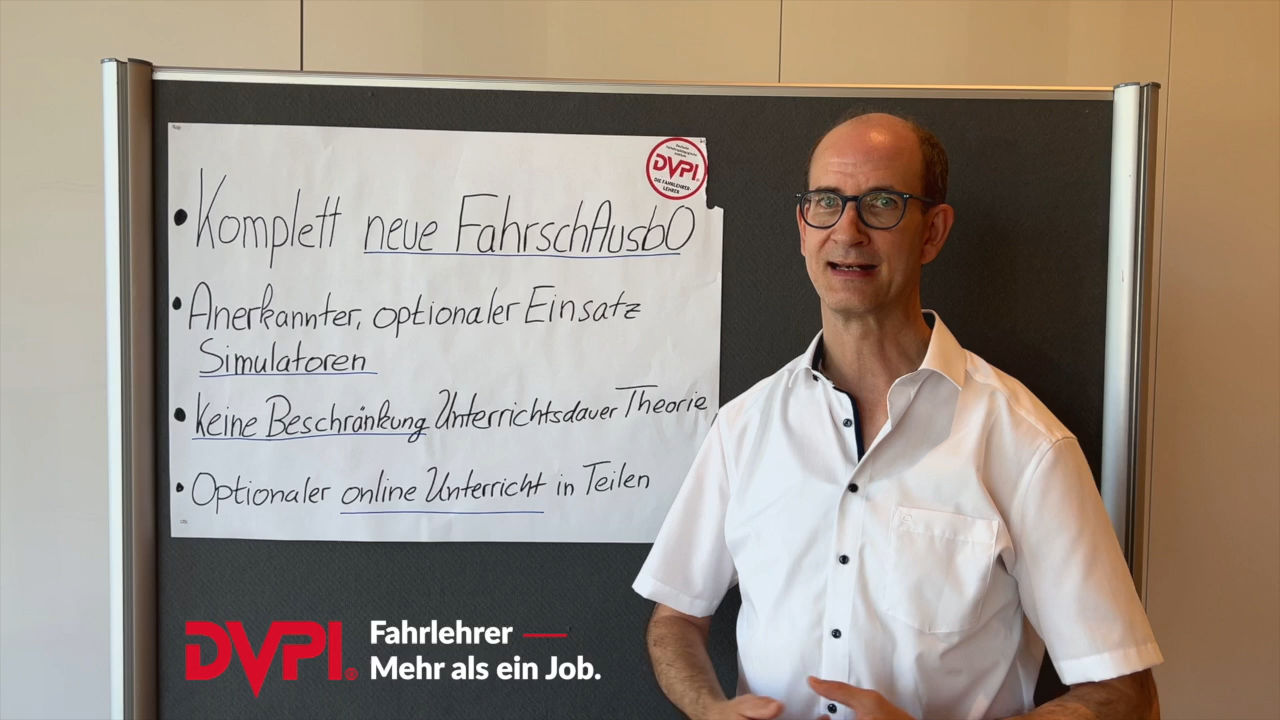 • Komplett neue FahrschAusbO
• Anerkannter, optionaler Einsatz
Simulatoren
• Keine Beschränkung Unterrichtsdauer Theorie
• Optionaler online Unterricht in Teilen
DVPI®
DIE FAHRLEHRER-
LEHRER
DVPI®
Fahrlehrer —
Mehr als ein Job.